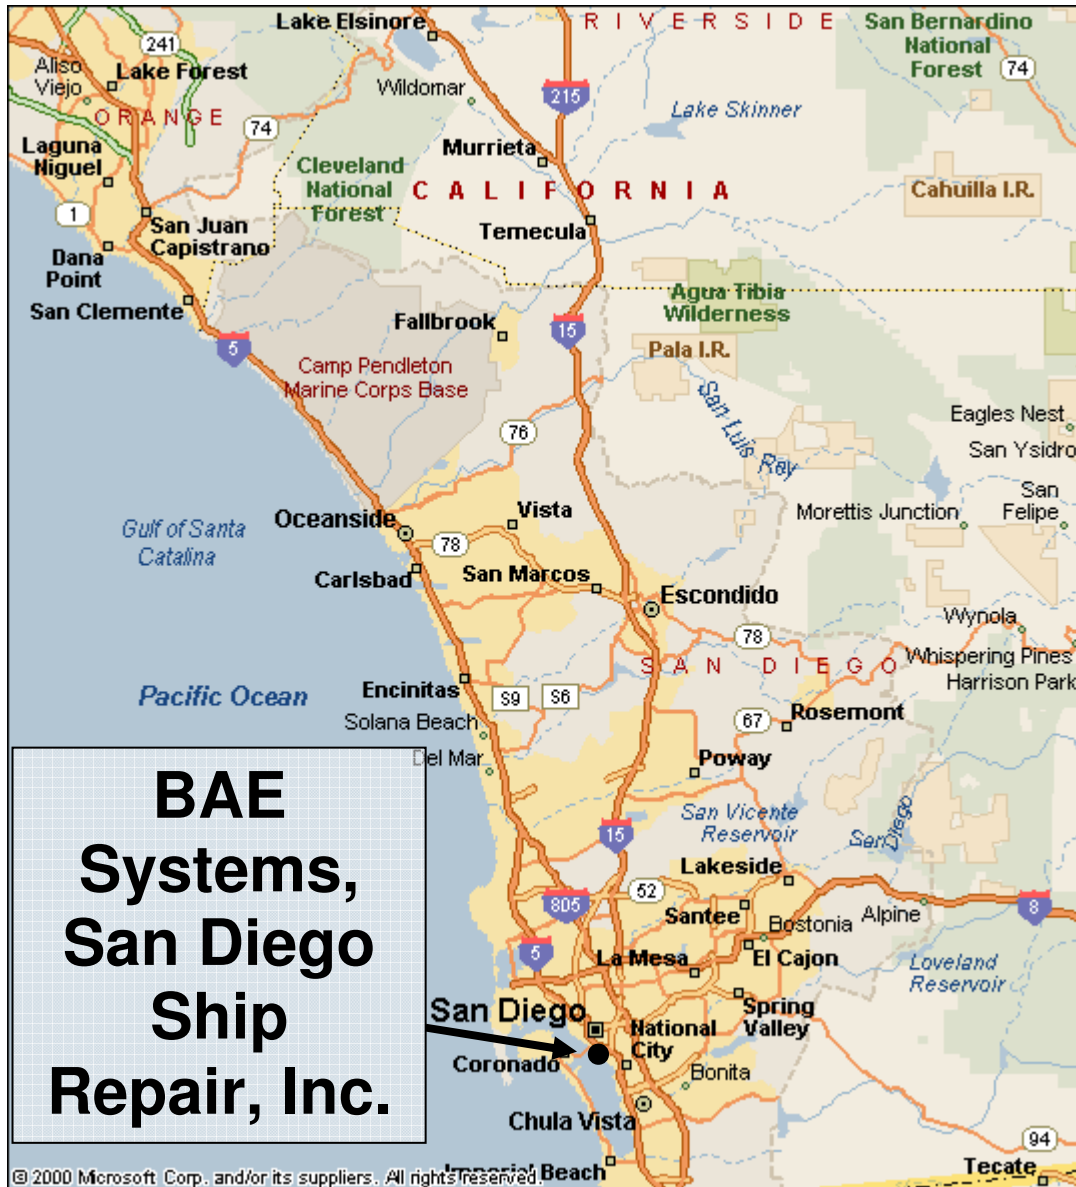 Lake Elsinore
RIVERSIDE
San Bernardino
National
Forest
74
241
Aliso
Viejo
Lake Forest
Wildomar
215
Lake Skinner
ORANGE
74
Laguna
Niguel
Murrieta
Cleveland
National
Forest
CALIFORNIA
Cahuilla I.R.
1
San Juan
Capistrano
Temecula
Dana
Point
San Clemente
Agua Tibia
Wilderness
Fallbrook
15
5
Pala I.R.
Camp Pendleton
Marine Corps Base
San Luis Rey
Eagles Nest
San Ysidro
76
San
Felipe
Gulf of Santa
Catalina
Oceanside
Vista
Morettis Junction
78
Carlsbad
San Marcos
Escondido
Wynola
78
SAN DIEGO
Whispering Pines
Harrison Park
Pacific Ocean
Encinitas
S9
S6
Solana Beach
67
Rosemont
Del Mar
Poway
BAE
Systems,
San Diego
Ship
Repair, Inc.
San Vicente
Reservoir
San Diego
15
Lakeside
805
52
Santee
Bostonia
Alpine
8
5
La Mesa
El Cajon
Loveland
Reservoir
San Diego
National
City
Spring
Valley
Coronado
Bonita
Chula Vista
94
Imperial Beach
Tecate
© 2000 Microsoft Corp. and/or its suppliers. All rights reserved.